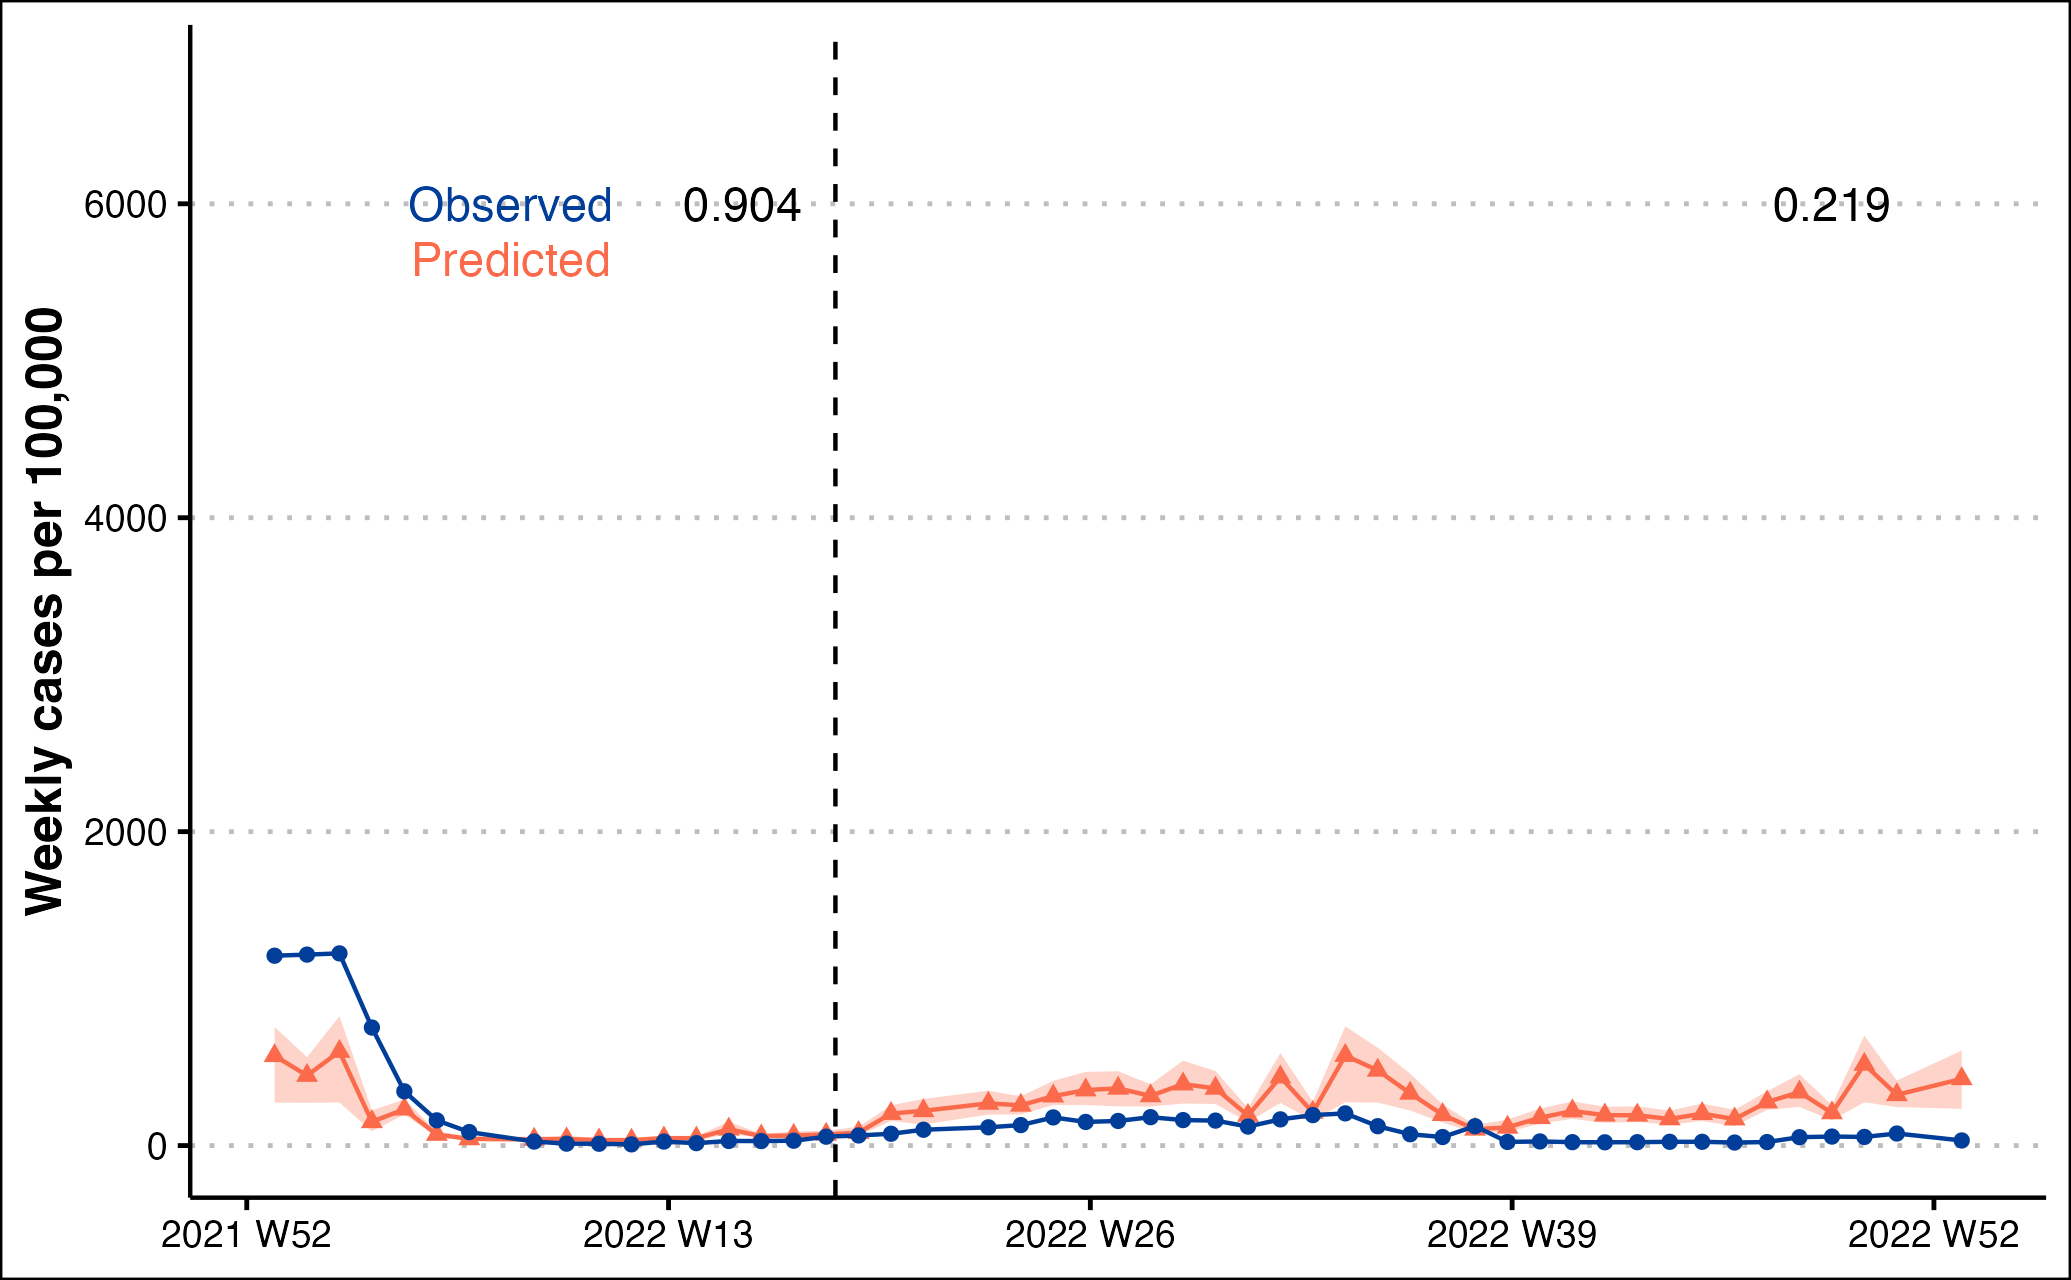 Weekly cases per 100,000
6000
4000
2000
0
Observed
Predicted
0.904
0.219
2021 W52
2022 W13
2022 W26
2022 W39
2022 W52